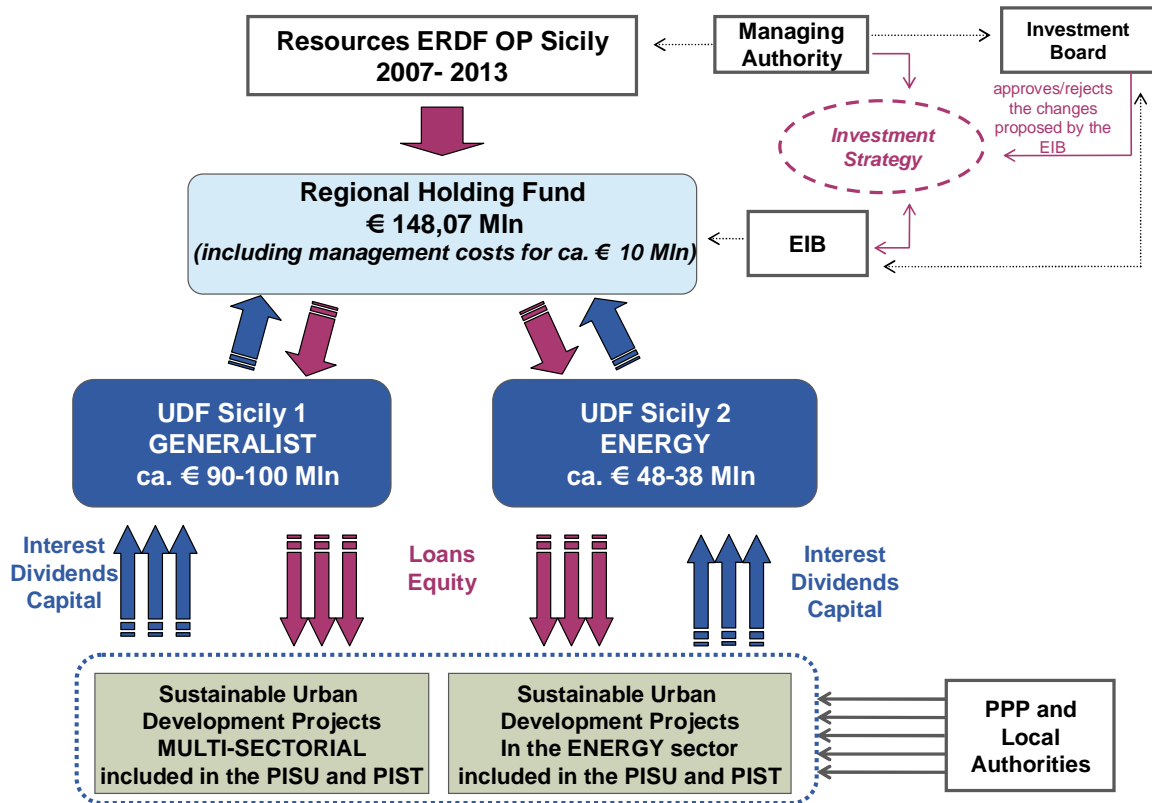 Resources ERDF OP Sicily
2007- 2013
Managing
Authority
Investment
Board
approves/rejects
the changes
proposed by the
EIB
Investment
Strategy
Regional Holding Fund
€ 148,07 Mln
(including management costs for ca. € 10 Mln)
EIB
UDF Sicily 1
GENERALIST
ca. € 90-100 Mln
UDF Sicily 2
ENERGY
ca. € 48-38 Mln
Interest
Dividends
Capital
Loans
Equity
Interest
Dividends
Capital
Sustainable Urban
Development Projects
MULTI-SECTORIAL
included in the PISU and PIST
Sustainable Urban
Development Projects
In the ENERGY sector
included in the PISU and PIST
PPP and
Local
Authorities